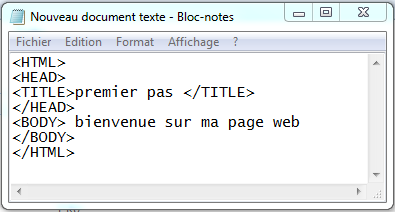 Nouveau document texte - Bloc-notes
Fichier Edition Format Affichage ?
<HTML>
<HEAD>
<TITLE>premier pas </TITLE>
</HEAD>
<BODY> bienvenue sur ma page web
</BODY>
</HTML>